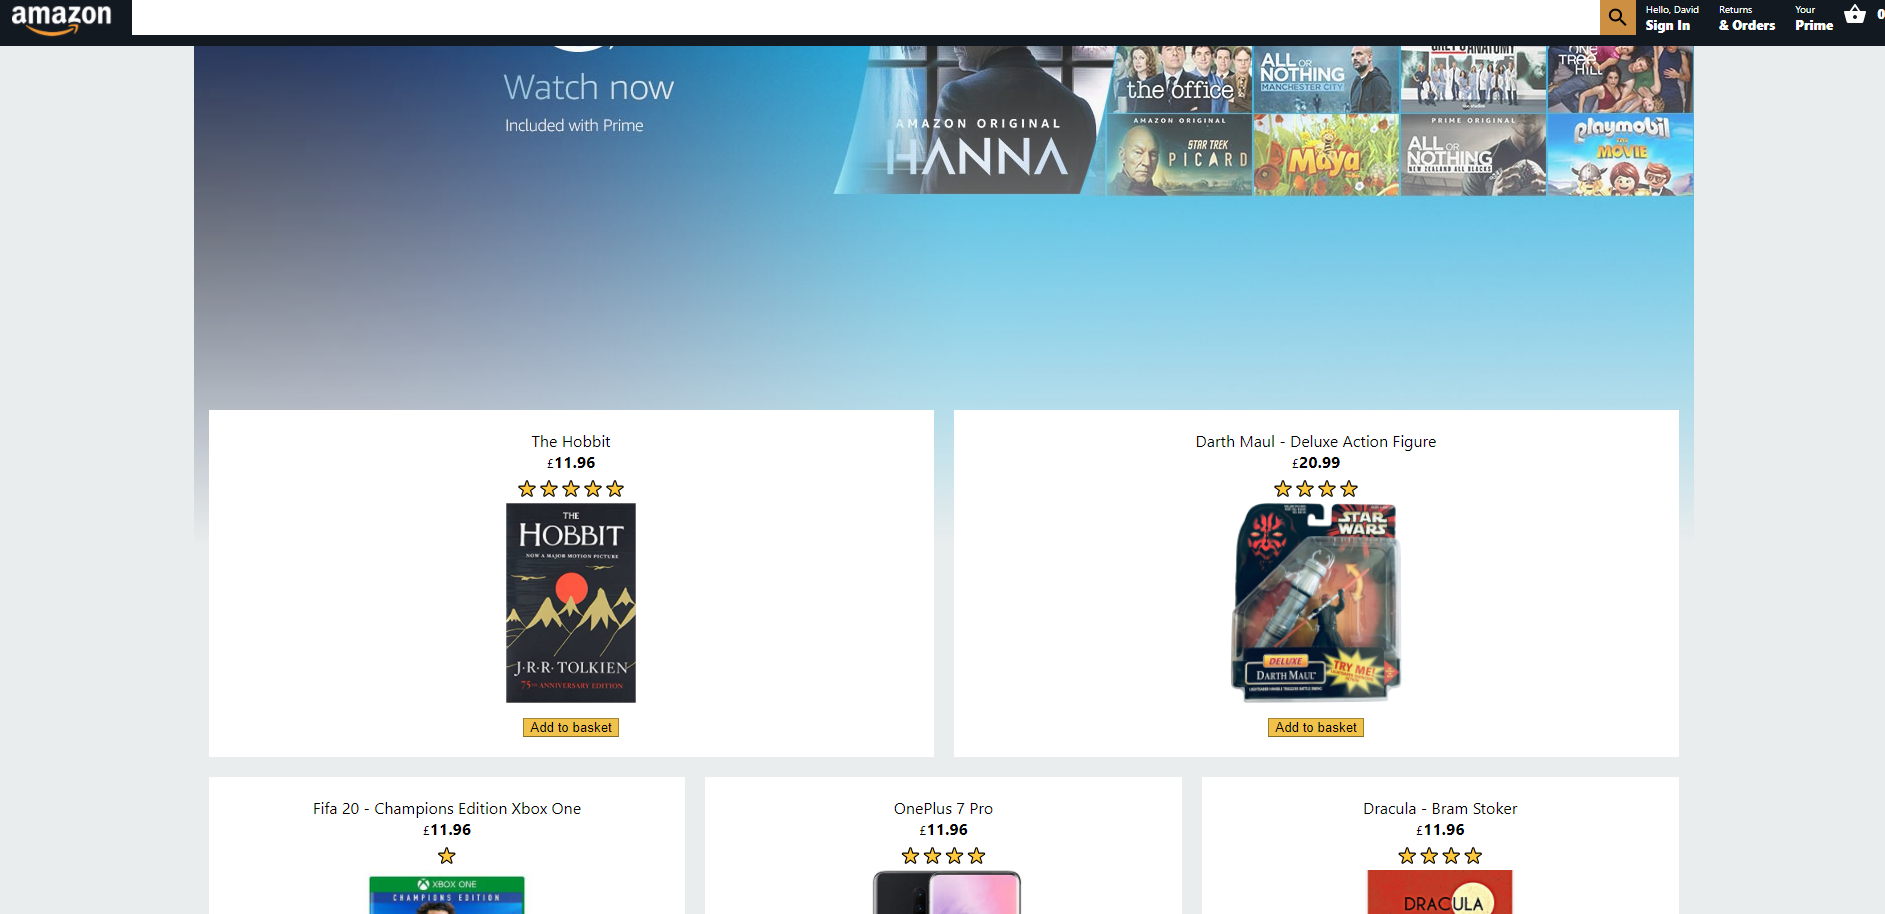 amazon
Hello, David
Sign In
Returns
& Orders
Your
Prime
0
Watch now
Included with Prime
AMAZON ORIGINAL
HANNA
the office
ALL OR
NOTHING
MANCHESTER CITY
GREY'S ANATOMY
ONE
TREE
HILL
AMAZON ORIGINAL
STAR TREK
PICARD
Maya
PRIME ORIGINAL
ALL OR
NOTHING
NEW ZEALAND ALL BLACKS
playmobil
THE
MOVIE
The Hobbit
£11.96
THE
HOBBIT
NOW A MAJOR MOTION PICTURE
J·R·R·TOLKIEN
75TH ANNIVERSARY EDITION
Add to basket
Darth Maul - Deluxe Action Figure
£20.99
STAR
WARS
DELUXE
DARTH MAUL
TRY ME!
Add to basket
Fifa 20 - Champions Edition Xbox One
£11.96
XBOX ONE
CHAMPIONS EDITION
OnePlus 7 Pro
£11.96
Dracula - Bram Stoker
£11.96
DRACULA